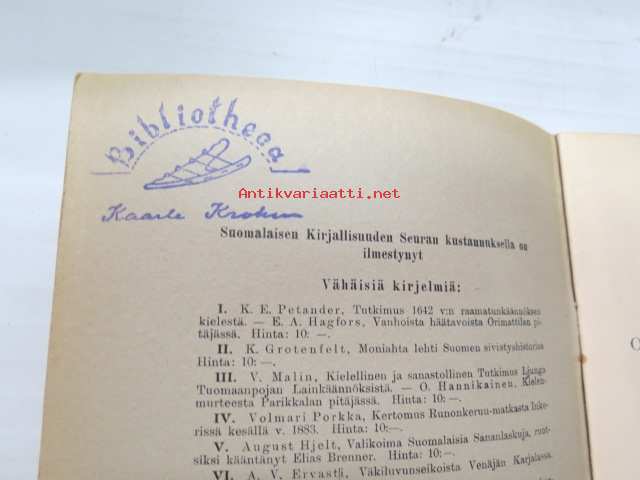 Bibliotheca
Antikvariaatti.net
Kaarle Krohn
Suomalaisen Kirjallisuuden Seuran kustannuksella on
ilmestynyt
Vähäisiä kirjelmiä:
I. K. E. Petander, Tutkimus 1642 v:n raamatunkäännöksen
kielestä. — E. A. Hagfors, Vanhoista häätavoista Orimattilan pi-
täjässä. Hinta: 10:—.
II. K. Grotenfelt, Moniahta lehti Suomen sivistyshistoriaa
Hinta: 10:—.
III. V. Malin, Kielellinen ja sanastollinen Tutkimus Ljungo
Tuomaanpojan Lainkäännöksistä. — O. Hannikainen, Kielen-
murteesta Parikkalan pitäjässä. Hinta: 10:—.
IV. Volmari Porkka, Kertomus Runonkeruu-matkasta Inke-
rissä kesällä v. 1883. Hinta: 10:—.
V. August Hjelt, Valikoima Suomalaisia Sananlaskuja, ruot-
siksi kääntänyt Elias Brenner. Hinta: 10:—.
VI. A. V. Ervasti, Väkiluvunseikoista Venäjän Karjalassa.